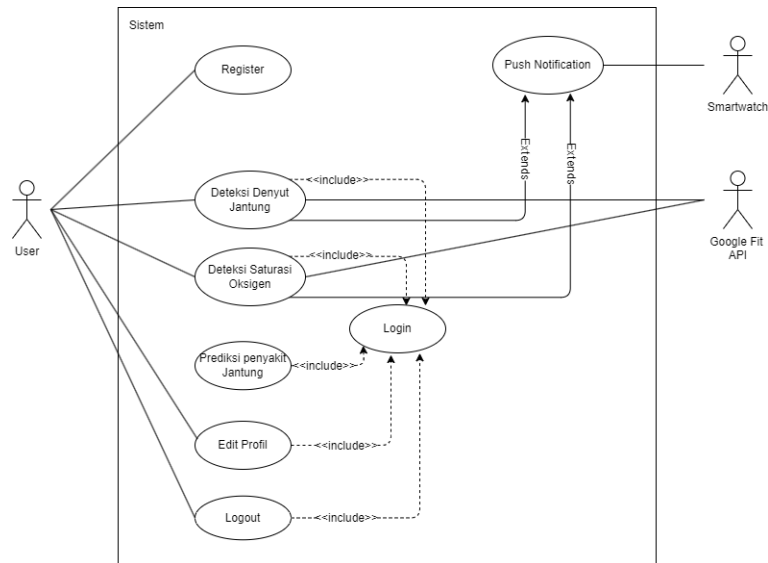 Sistem
Register
Push Notification
Smartwatch
Extends
Extends
<<include>>
Deteksi Denyut
Jantung
User
Google Fit
API
<<include>>
Deteksi Saturasi
Oksigen
Login
Prediksi penyakit
Jantung
<<include>>
Edit Profil
<<include>>
Logout
<<include>>